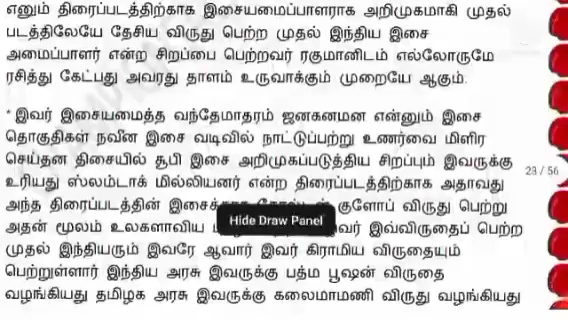 எனும் திரைப்படத்திற்காக இசையமைப்பாளராக அறிமுகமாகி முதல்
படத்திலேயே தேசிய விருது பெற்ற முதல் இந்திய இசை
அமைப்பாளர் என்ற சிறப்பை பெற்றவர் ரகுமானிடம் எல்லோருமே
ரசித்து கேட்பது அவரது தாளம் உருவாக்கும் முறையே ஆகும்.
* இவர் இசையமைத்த வந்தேமாதரம் ஜனகனமன என்னும் இசை
தொகுதிகள் நவீன இசை வடிவில் நாட்டுப்பற்று உணர்வை மிளிர
செய்தன திசையில் சூபி இசை அறிமுகப்படுத்திய சிறப்பும் இவருக்கு
உரியது ஸ்லம்டாக் மில்லியனர் என்ற திரைப்படத்திற்காக அதாவது
23 / 56
அந்த திரைப்படத்தின் குளோப் விருது பெற்று
Hide Draw Panel
அதன் மூலம் உலகளாவிய இவ்விருதைப் பெற்ற
முதல் இந்தியரும் இவரே ஆவார் இவர் கிராமிய விருதையும்
பெற்றுள்ளார் இந்திய அரசு இவருக்கு பத்ம பூஷன் விருதை
வழங்கியது தமிழக அரசு இவருக்கு கலைமாமணி விருது வழங்கியது